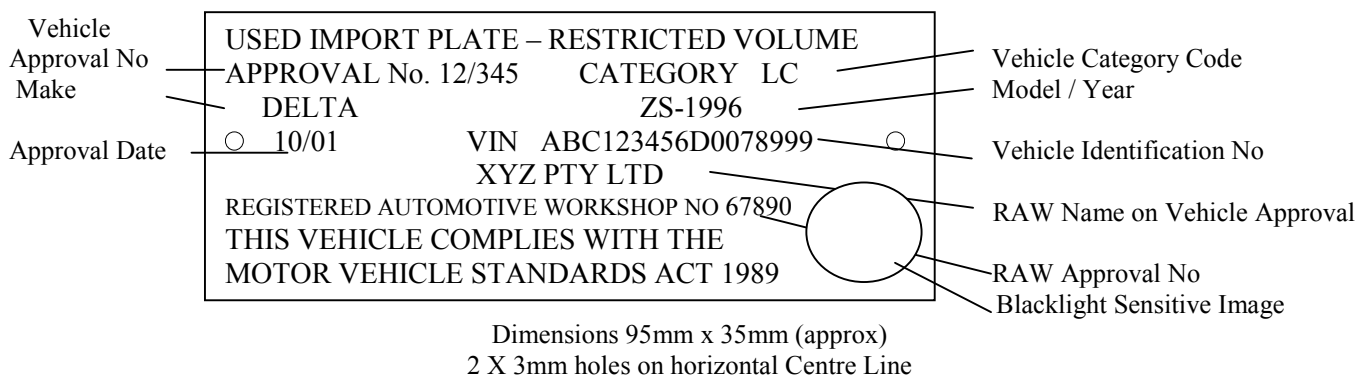 Vehicle
Approval No
Make
Approval Date
USED IMPORT PLATE – RESTRICTED VOLUME
APPROVAL No. 12/345 CATEGORY LC
DELTA ZS-1996
10/01 VIN ABC123456D0078999
XYZ PTY LTD
REGISTERED AUTOMOTIVE WORKSHOP NO 67890
THIS VEHICLE COMPLIES WITH THE
MOTOR VEHICLE STANDARDS ACT 1989
Vehicle Category Code
Model / Year
Vehicle Identification No
RAW Name on Vehicle Approval
RAW Approval No
Blacklight Sensitive Image
Dimensions 95mm x 35mm (approx)
2 X 3mm holes on horizontal Centre Line